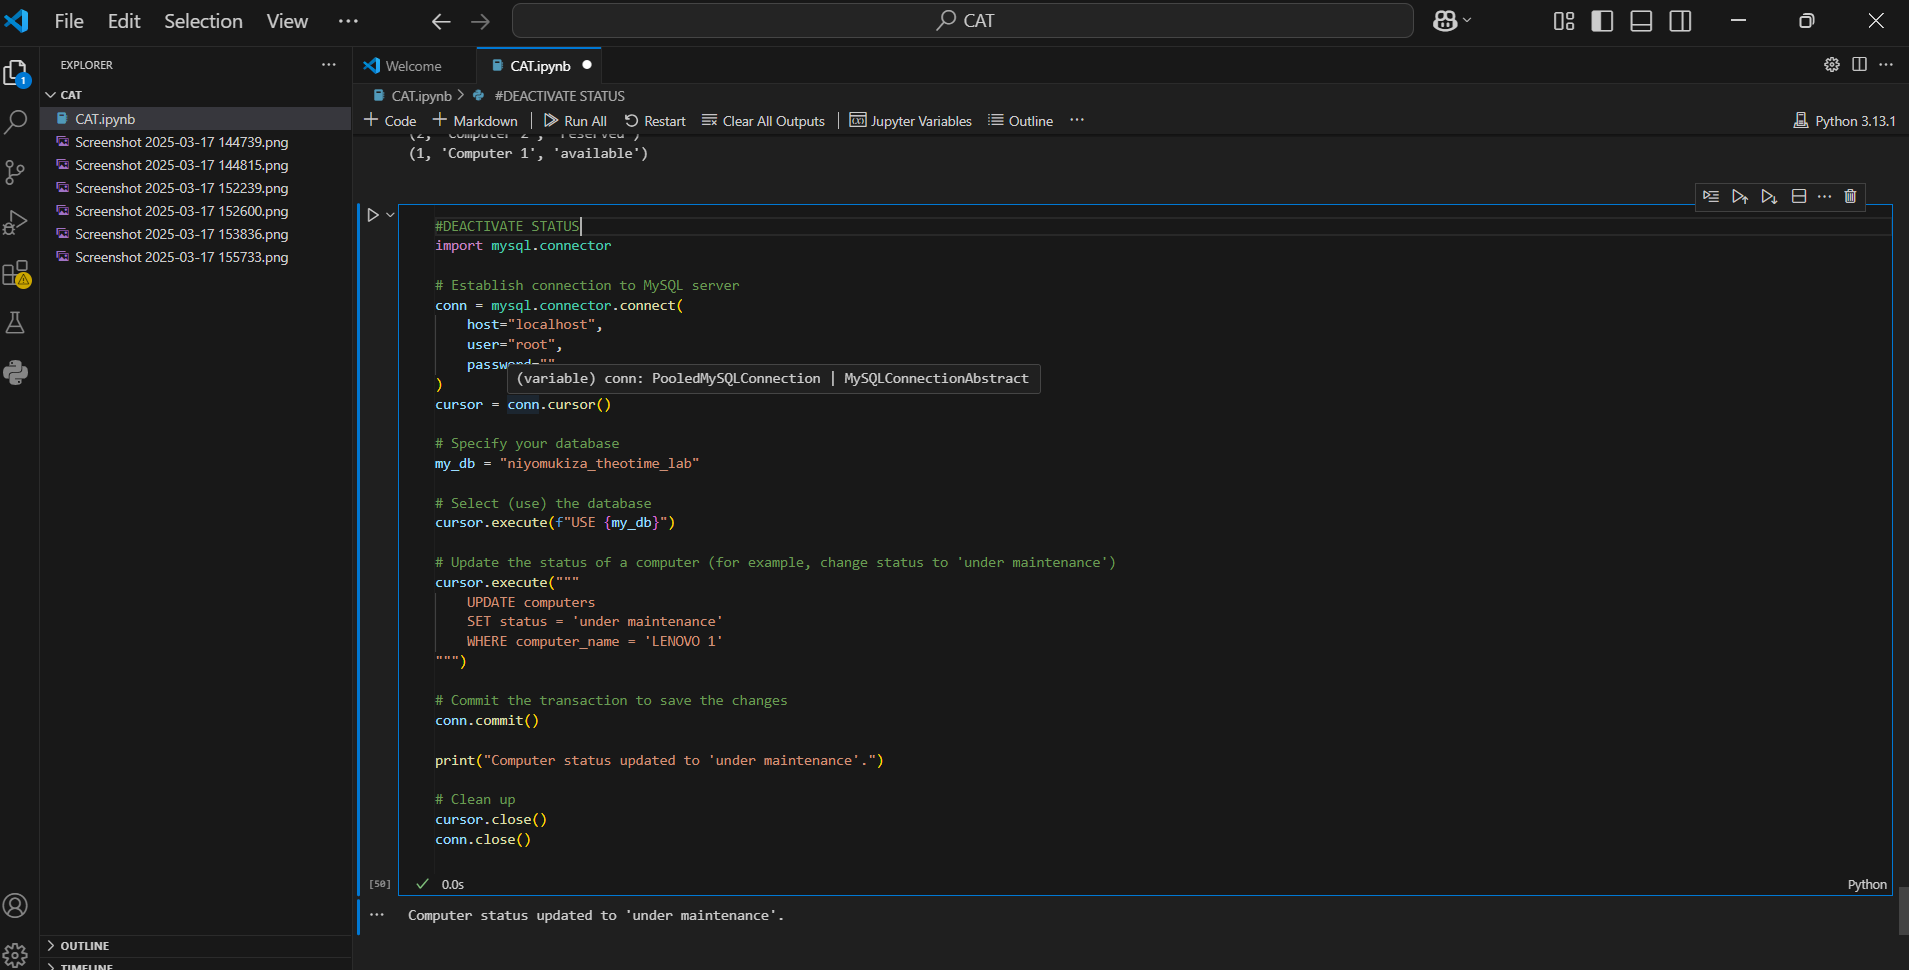 File Edit Selection View ··· CAT
EXPLORER ···
CAT
CAT.ipynb
Screenshot 2025-03-17 144739.png
Screenshot 2025-03-17 144815.png
Screenshot 2025-03-17 152239.png
Screenshot 2025-03-17 152600.png
Screenshot 2025-03-17 153836.png
Screenshot 2025-03-17 155733.png
OUTLINE
TIMELINE
1
Welcome CAT.ipynb
CAT.ipynb > #DEACTIVATE STATUS
+ Code + Markdown Run All Restart Clear All Outputs Jupyter Variables Outline ··· Python 3.13.1
(2, 'Computer 2', 'reserved')
(1, 'Computer 1', 'available')
#DEACTIVATE STATUS
import mysql.connector
# Establish connection to MySQL server
conn = mysql.connector.connect(
host="localhost",
user="root",
password=""
(variable) conn: PooledMySQLConnection | MySQLConnectionAbstract
)
cursor = conn.cursor()
# Specify your database
my_db = "niyomukiza_theotime_lab"
# Select (use) the database
cursor.execute(f"USE {my_db}")
# Update the status of a computer (for example, change status to 'under maintenance')
cursor.execute("""
UPDATE computers
SET status = 'under maintenance'
WHERE computer_name = 'LENOVO 1'
""")
# Commit the transaction to save the changes
conn.commit()
print("Computer status updated to 'under maintenance'.")
# Clean up
cursor.close()
conn.close()
[50] 0.0s Python
Computer status updated to 'under maintenance'.